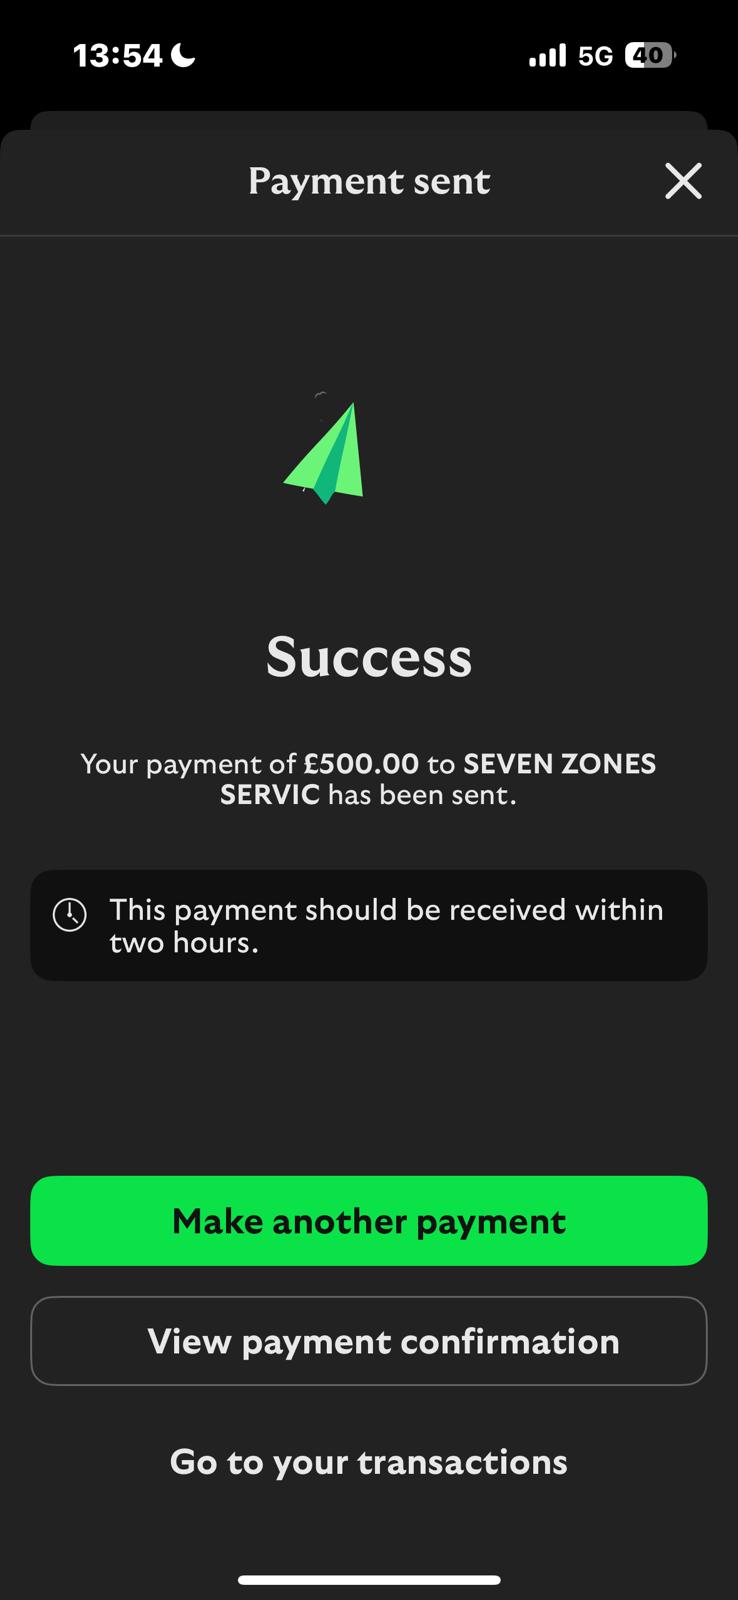 13:54 5G 40
Payment sent
Success
Your payment of £500.00 to SEVEN ZONES
SERVIC has been sent.
This payment should be received within
two hours.
Make another payment
View payment confirmation
Go to your transactions